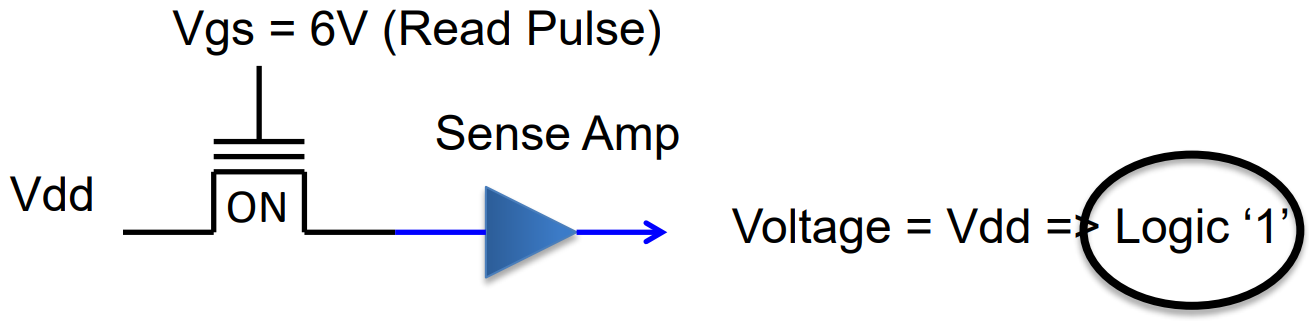 Vgs = 6V (Read Pulse)
Sense Amp
Vdd
ON
Voltage = Vdd => Logic ‘1’